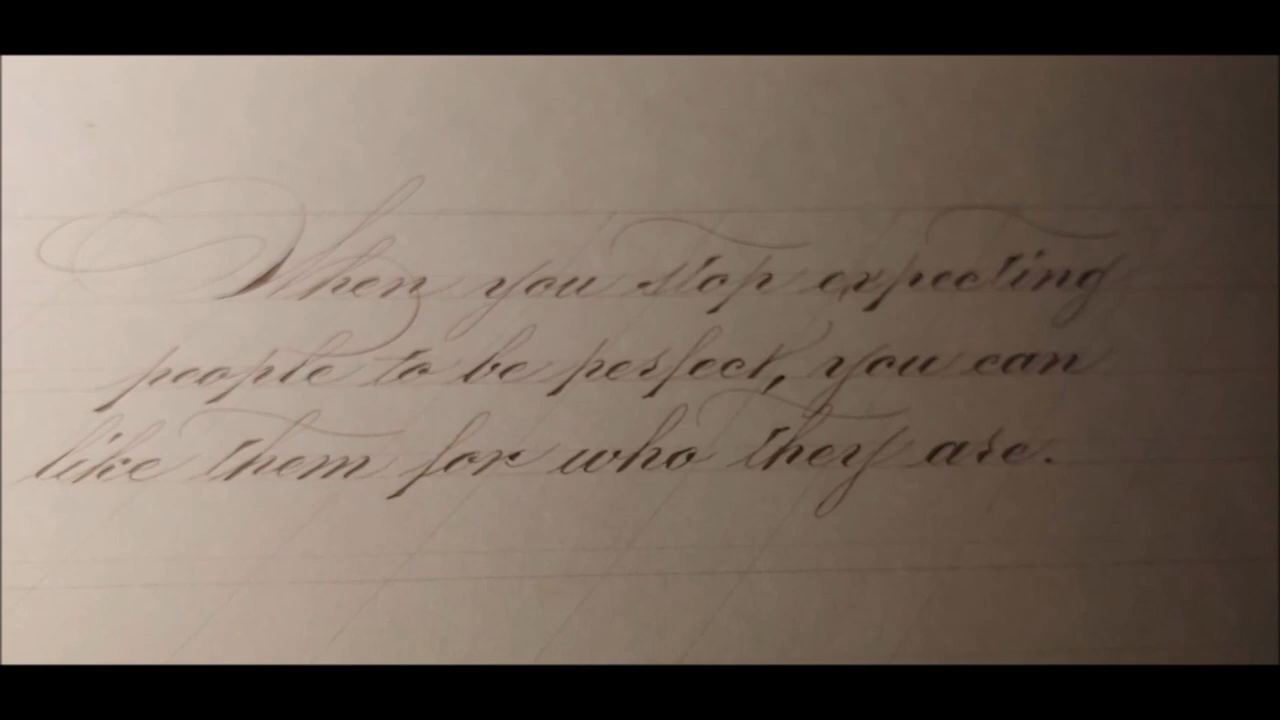 When you stop expecting
people to be perfect, you can
like them for who they are.